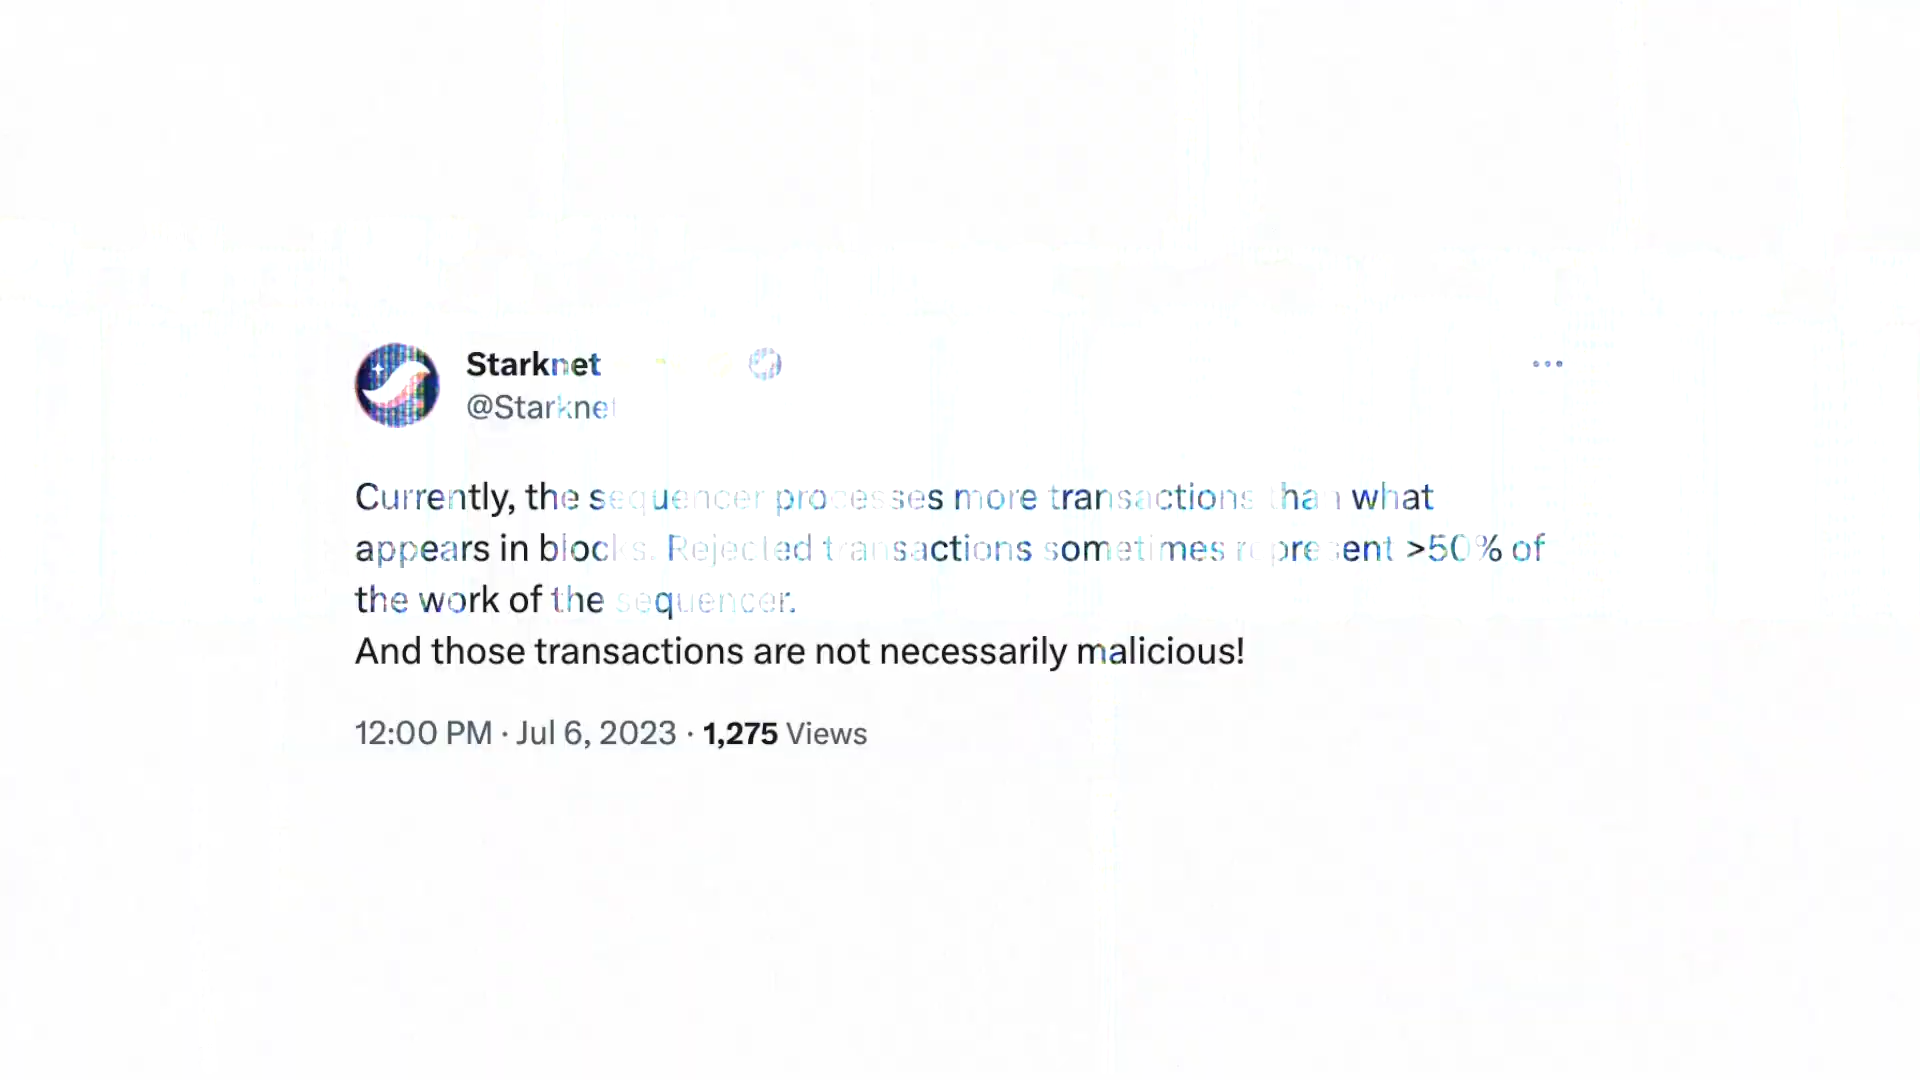 Starknet
@Starknet
Currently, the sequencer processes more transactions than what
appears in blocks. Rejected transactions sometimes represent >50% of
the work of the sequencer.
And those transactions are not necessarily malicious!
12:00 PM · Jul 6, 2023 · 1,275 Views